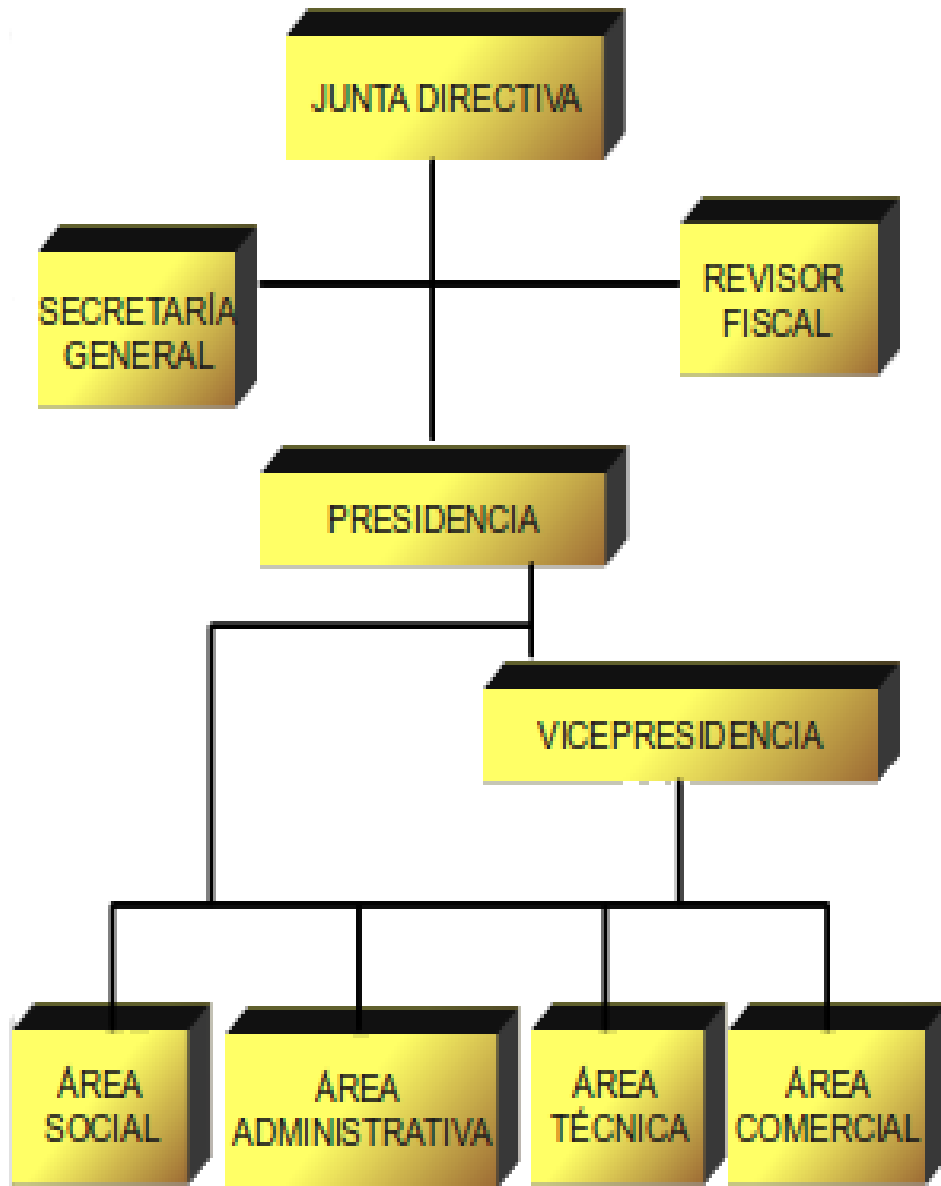 JUNTA DIRECTIVA
SECRETARÍA
GENERAL
REVISOR
FISCAL
PRESIDENCIA
VICEPRESIDENCIA
ÁREA
SOCIAL
ÁREA
ADMINISTRATIVA
ÁREA
TÉCNICA
ÁREA
COMERCIAL